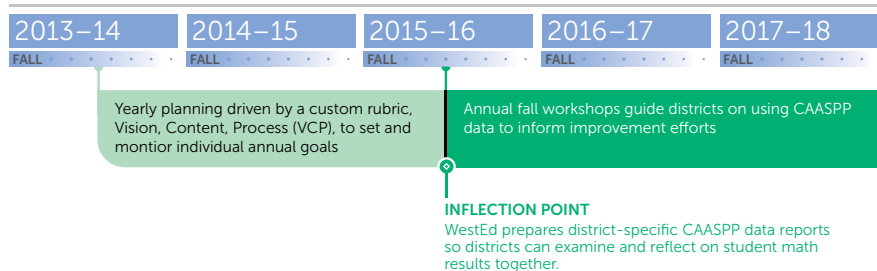 2013–14 2014–15 2015–16 2016–17 2017–18
FALL FALL FALL FALL FALL
Yearly planning driven by a custom rubric,
Vision, Content, Process (VCP), to set and
montior individual annual goals
Annual fall workshops guide districts on using CAASPP
data to inform improvement efforts
INFLECTION POINT
WestEd prepares district-specific CAASPP data reports
so districts can examine and reflect on student math
results together.